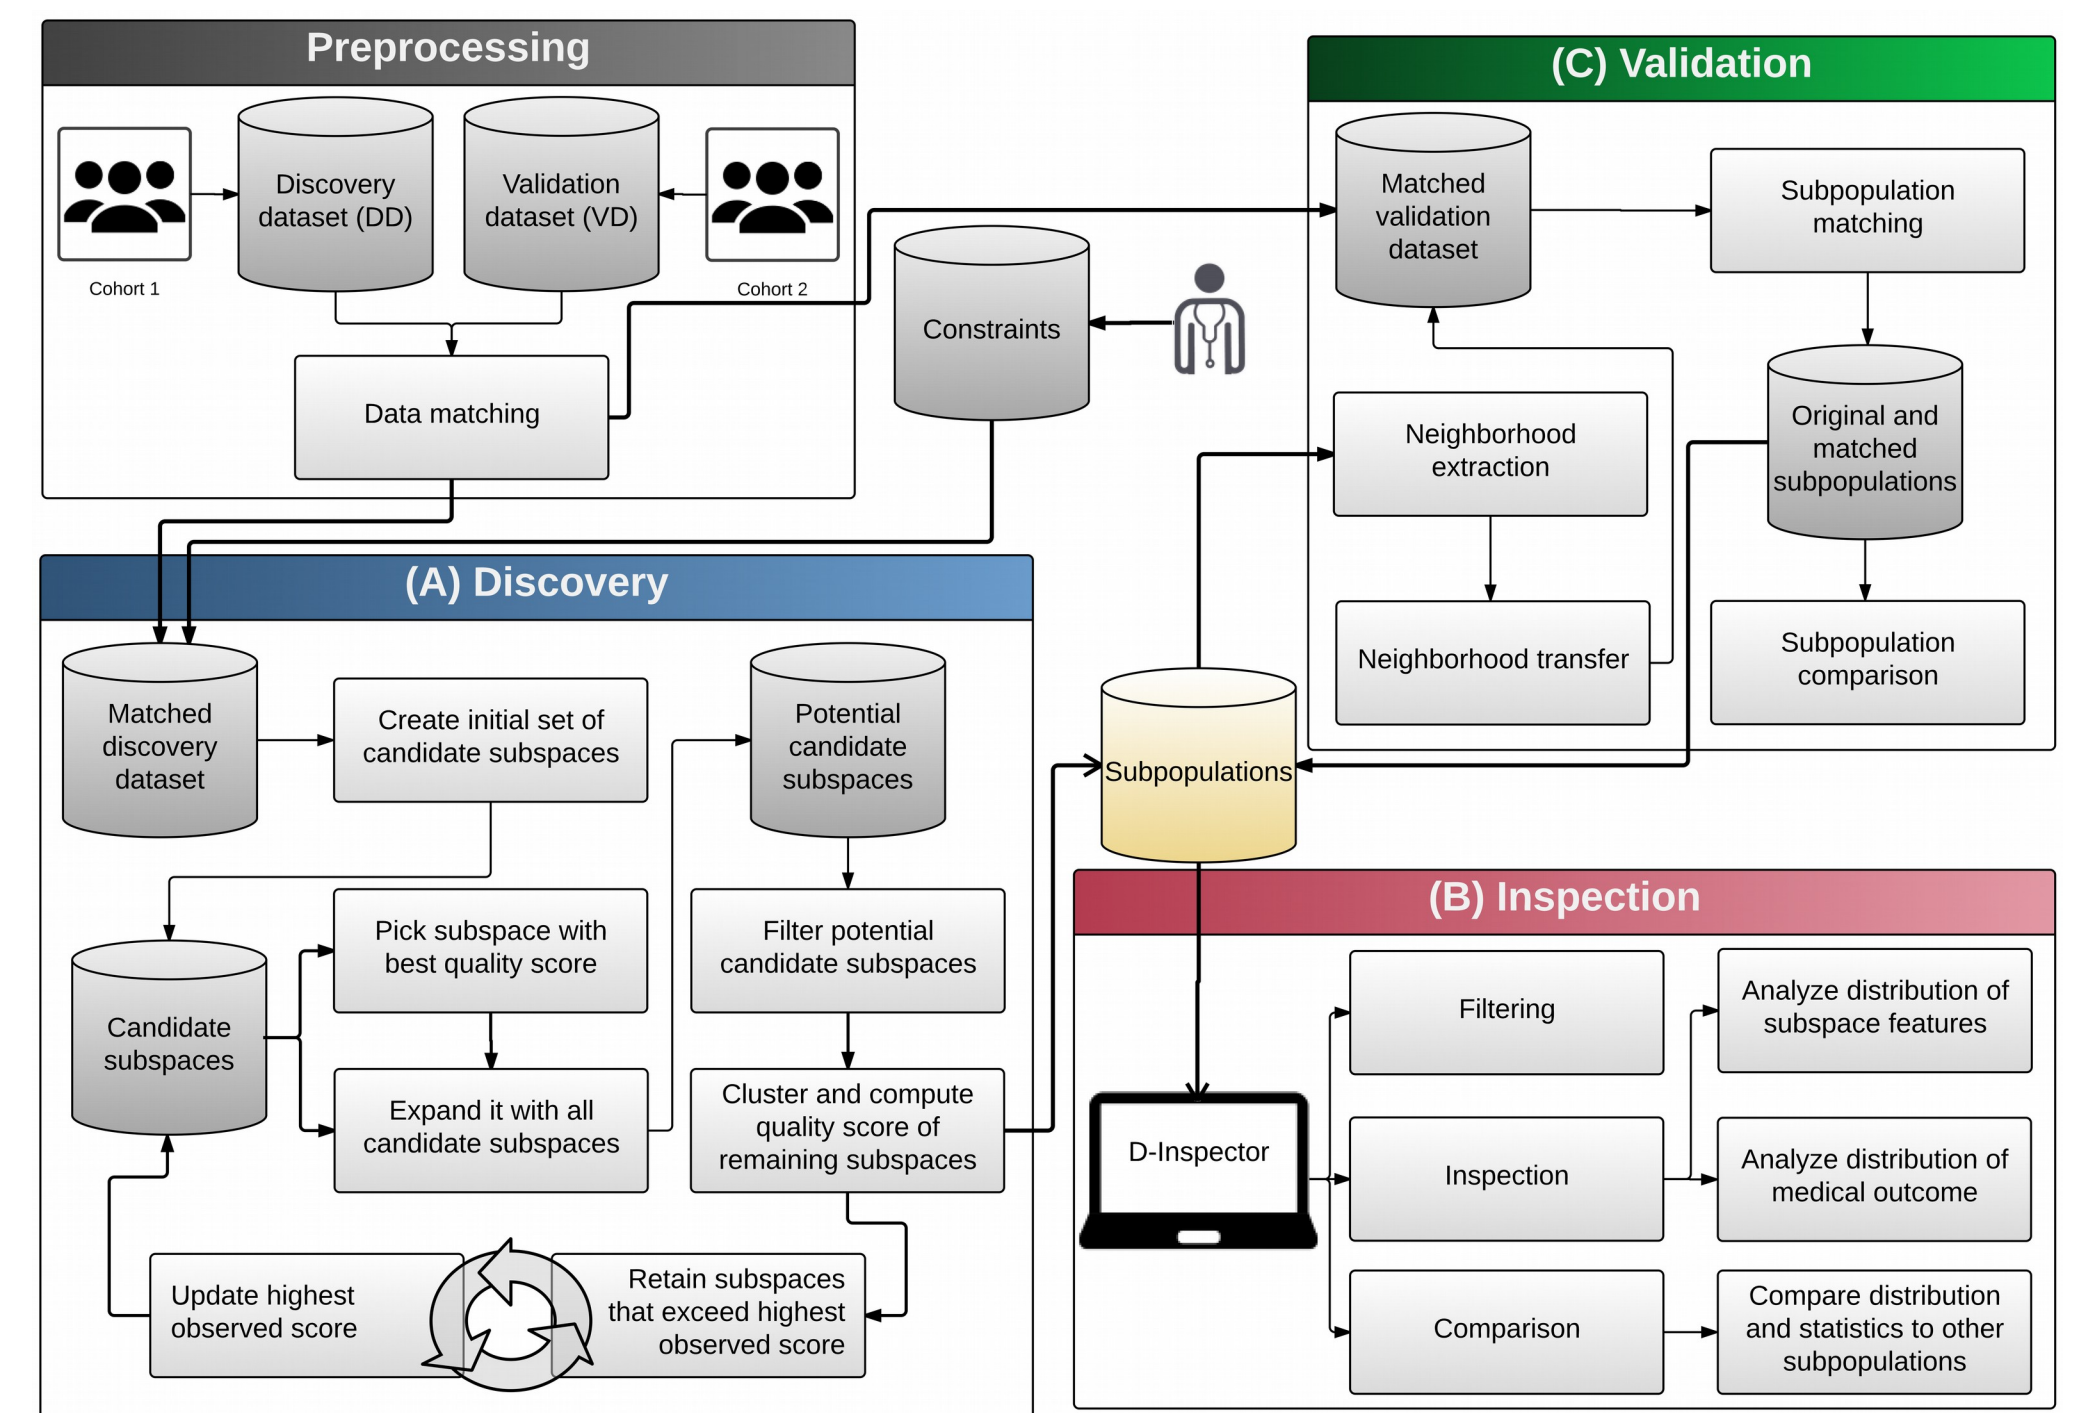 Preprocessing
Discovery
dataset (DD)
Validation
dataset (VD)
Cohort 1
Cohort 2
Data matching
Constraints
(C) Validation
Matched
validation
dataset
Subpopulation
matching
Neighborhood
extraction
Original and
matched
subpopulations
Neighborhood transfer
Subpopulation
comparison
(A) Discovery
Matched
discovery
dataset
Create initial set of
candidate subspaces
Potential
candidate
subspaces
Candidate
subspaces
Pick subspace with
best quality score
Filter potential
candidate subspaces
Expand it with all
candidate subspaces
Cluster and compute
quality score of
remaining subspaces
Update highest
observed score
Retain subspaces
that exceed highest
observed score
Subpopulations
(B) Inspection
D-Inspector
Filtering
Inspection
Comparison
Analyze distribution of
subspace features
Analyze distribution of
medical outcome
Compare distribution
and statistics to other
subpopulations